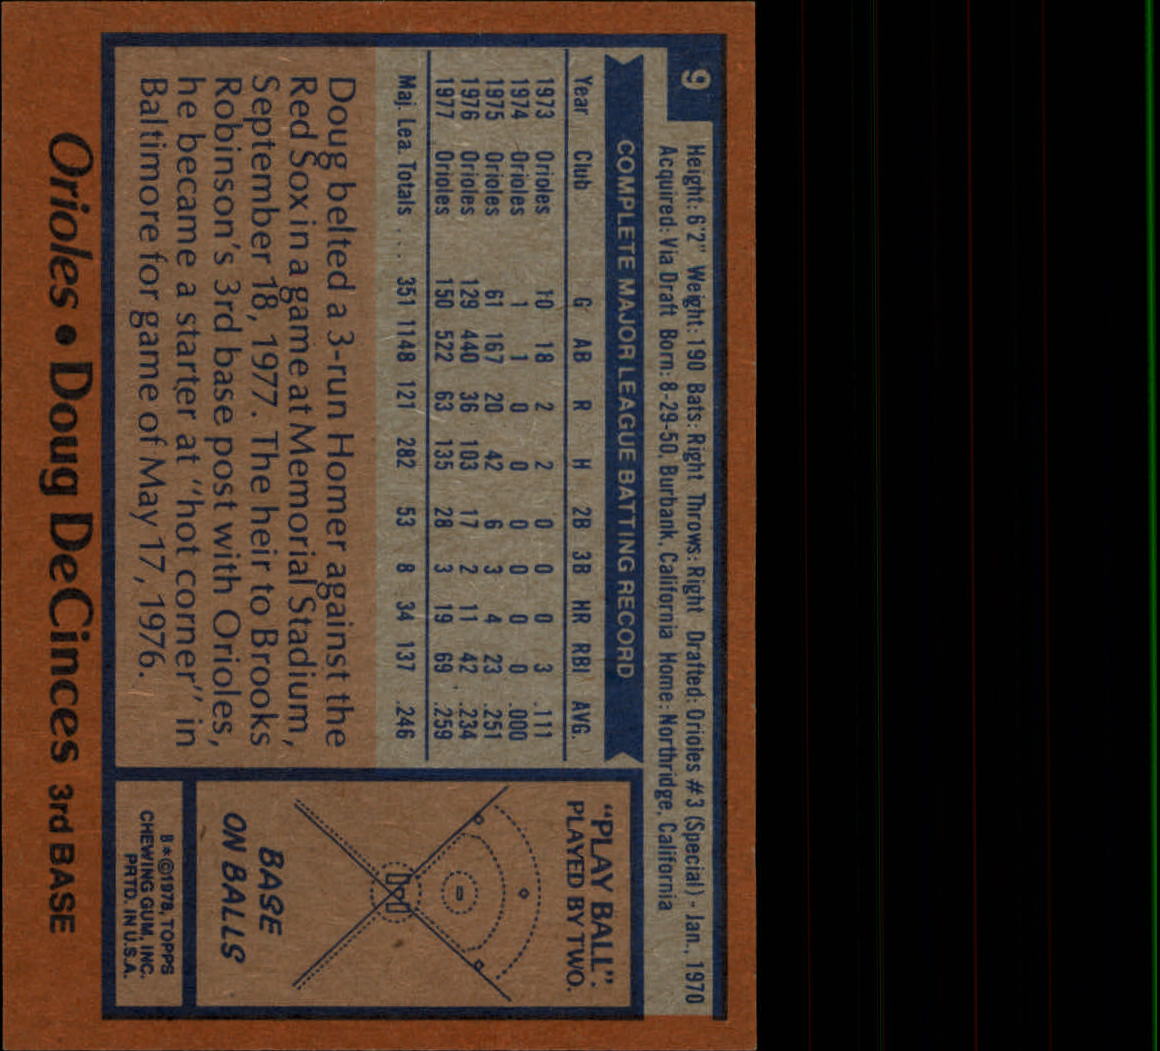 9
Height: 6'2" Weight: 190 Bats: Right Throws: Right Drafted: Orioles #3 (Special) - Jan., 1970
Acquired: Via Draft Born: 8-29-50, Burbank, California Home: Northridge, California
COMPLETE MAJOR LEAGUE BATTING RECORD
Year Club G AB R H 2B 3B HR RBI AVG.
1973 Orioles 10 18 2 2 0 0 0 3 .111
1974 Orioles 1 1 0 0 0 0 0 0 .000
1975 Orioles 61 167 20 42 6 3 4 23 .251
1976 Orioles 129 440 36 103 17 2 11 42 .234
1977 Orioles 150 522 63 135 28 3 19 69 .259
Maj. Lea. Totals ... 351 1148 121 282 53 8 34 137 .246
Doug belted a 3-run Homer against the
Red Sox in a game at Memorial Stadium,
September 18, 1977. The heir to Brooks
Robinson's 3rd base post with Orioles,
he became a starter at "hot corner" in
Baltimore for game of May 17, 1976.
"PLAY BALL".
PLAYED BY TWO.
BASE
ON BALLS
B*©1978, TOPPS
CHEWING GUM, INC.
PRTD. IN U.S.A.
Orioles • Doug DeCinces 3rd BASE